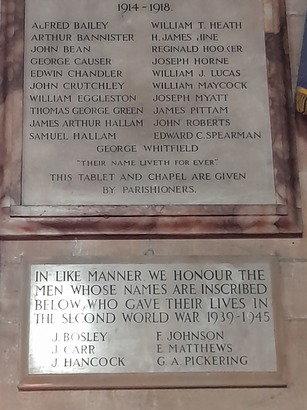 1914-1918.
ALFRED BAILEY WILLIAM T. HEATH
ARTHUR BANNISTER H. JAMES HINE
JOHN BEAN REGINALD HOOKER
GEORGE CAUSER JOSEPH HORNE
EDWIN CHANDLER WILLIAM J. LUCAS
JOHN CRUTCHLEY WILLIAM MAYCOCK
WILLIAM EGGLESTON JOSEPH MYATT
THOMAS GEORGE GREEN JAMES PITTAM
JAMES ARTHUR HALLAM JOHN ROBERTS
SAMUEL HALLAM EDWARD C. SPEARMAN
GEORGE WHITFIELD
"THEIR NAME LIVETH FOR EVER"
THIS TABLET AND CHAPEL ARE GIVEN
BY PARISHIONERS.
IN LIKE MANNER WE HONOUR THE
MEN WHOSE NAMES ARE INSCRIBED
BELOW, WHO GAVE THEIR LIVES IN
THE SECOND WORLD WAR 1939-1945
J. BOSLEY F. JOHNSON
J. CARR E. MATTHEWS
J. HANCOCK G. A. PICKERING